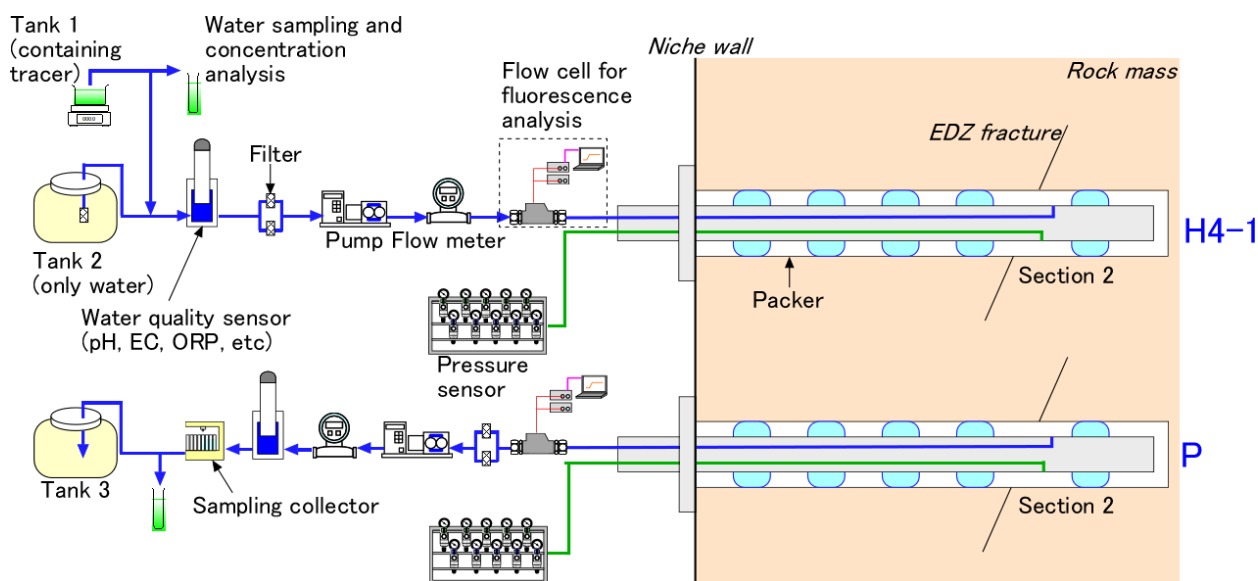 Tank 1
(containing
tracer)
Water sampling and
concentration
analysis
Niche wall
Rock mass
Flow cell for
fluorescence
analysis
EDZ fracture
Filter
Pump Flow meter
H4-1
Tank 2
(only water)
Section 2
Packer
Water quality sensor
(pH, EC, ORP, etc)
Pressure
sensor
P
Tank 3
Sampling collector
Section 2